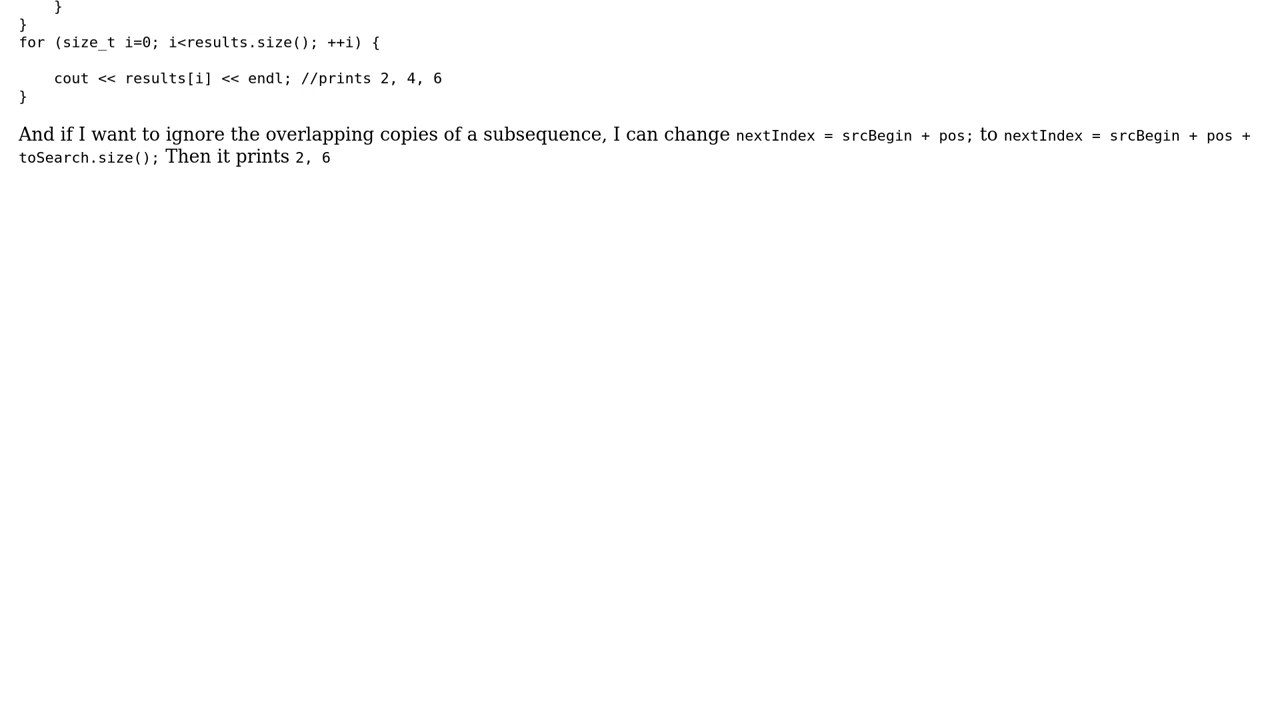 }
}
for (size_t i=0; i<results.size(); ++i) {
    cout << results[i] << endl; //prints 2, 4, 6
}
And if I want to ignore the overlapping copies of a subsequence, I can change nextIndex = srcBegin + pos; to nextIndex = srcBegin + pos +
toSearch.size(); Then it prints 2, 6